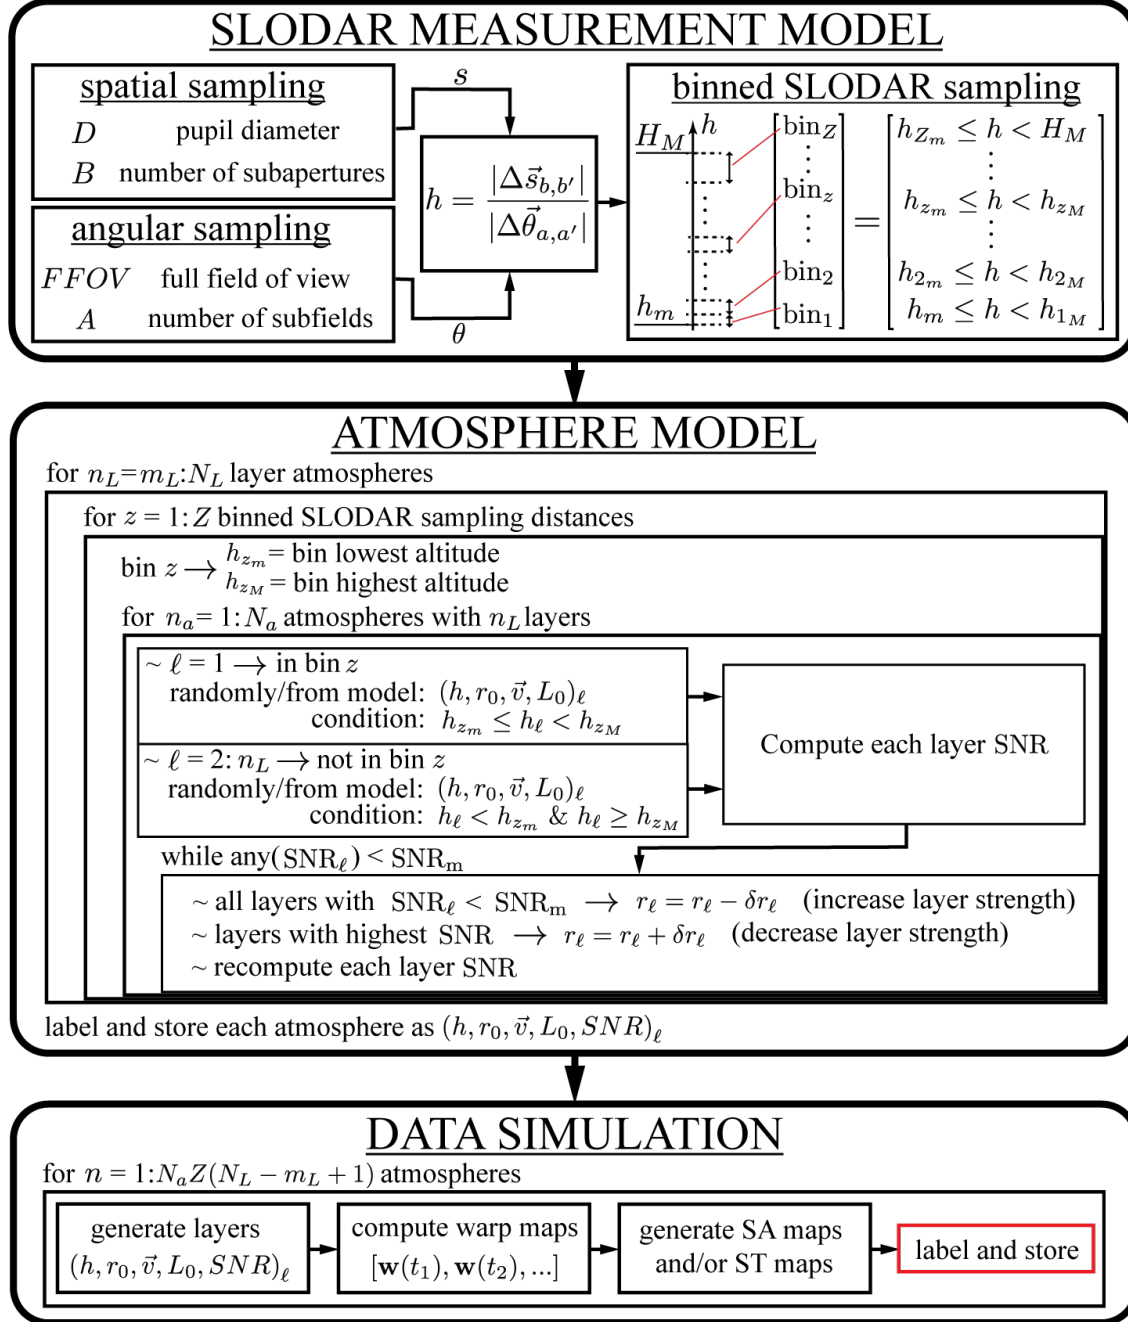 SLODAR MEASUREMENT MODEL
spatial sampling
D pupil diameter
B number of subapertures
angular sampling
FFOV full field of view
A number of subfields
s
θ
h = |Δs⃗_{b,b′}| / |Δθ⃗_{a,a′}|
binned SLODAR sampling
H_M
h
h_m
bin_Z
⋮
bin_z
⋮
bin_2
bin_1
=
h_{Z_m} ≤ h < H_M
⋮
h_{z_m} ≤ h < h_{z_M}
⋮
h_{2_m} ≤ h < h_{2_M}
h_m ≤ h < h_{1_M}
ATMOSPHERE MODEL
for n_L=m_L:N_L layer atmospheres
for z = 1:Z binned SLODAR sampling distances
bin z → h_{z_m}= bin lowest altitude
h_{z_M}= bin highest altitude
for n_a= 1:N_a atmospheres with n_L layers
~ ℓ = 1 → in bin z
randomly/from model: (h, r_0, v⃗, L_0)_ℓ
condition: h_{z_m} ≤ h_ℓ < h_{z_M}
~ ℓ = 2: n_L → not in bin z
randomly/from model: (h, r_0, v⃗, L_0)_ℓ
condition: h_ℓ < h_{z_m} & h_ℓ ≥ h_{z_M}
Compute each layer SNR
while any(SNR_ℓ) < SNR_m
~ all layers with SNR_ℓ < SNR_m → r_ℓ = r_ℓ − δr_ℓ (increase layer strength)
~ layers with highest SNR → r_ℓ = r_ℓ + δr_ℓ (decrease layer strength)
~ recompute each layer SNR
label and store each atmosphere as (h, r_0, v⃗, L_0, SNR)_ℓ
DATA SIMULATION
for n = 1:N_aZ(N_L − m_L + 1) atmospheres
generate layers
(h, r_0, v⃗, L_0, SNR)_ℓ
compute warp maps
[w(t_1), w(t_2), ...]
generate SA maps
and/or ST maps
label and store